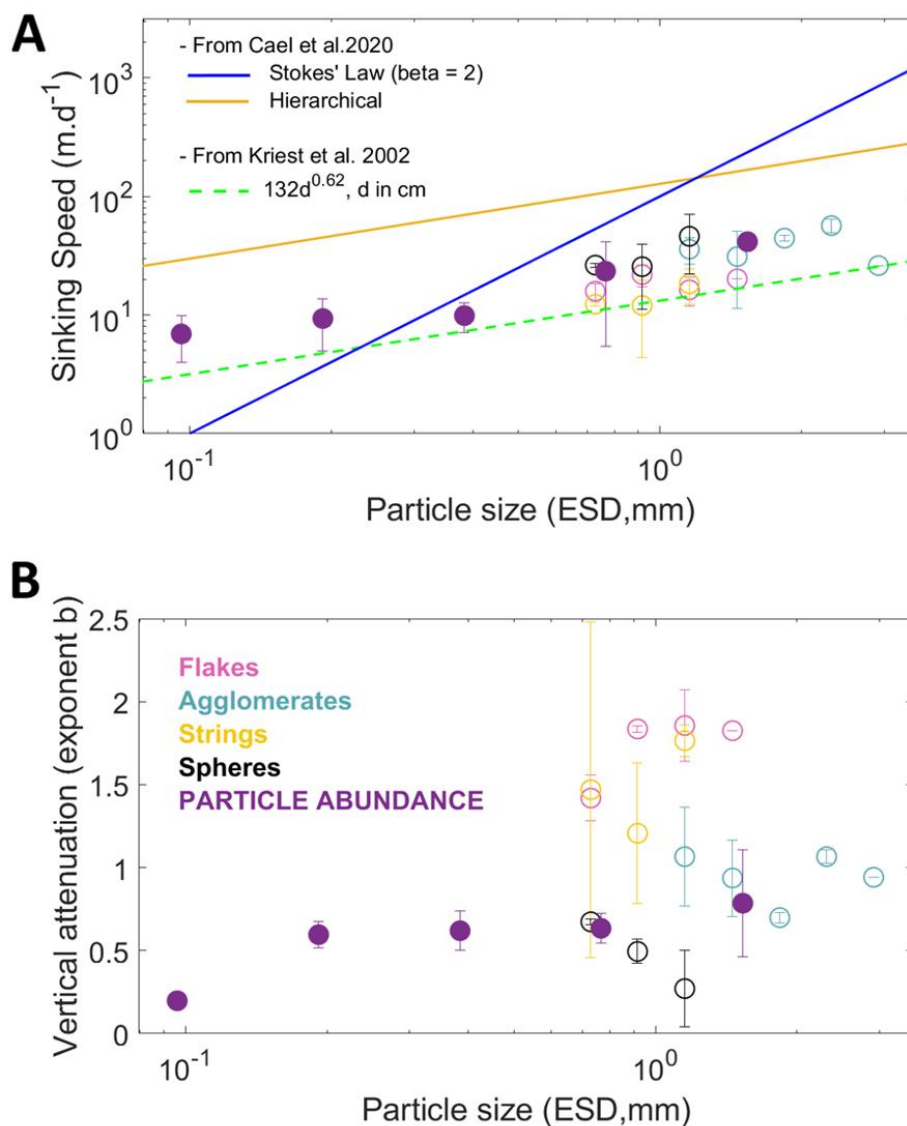 A
- From Cael et al.2020
Stokes' Law (beta = 2)
Hierarchical
- From Kriest et al. 2002
132d^0.62, d in cm
Sinking Speed (m.d^-1)
10^3
10^2
10^1
10^0
10^-1
10^0
Particle size (ESD,mm)
B
Vertical attenuation (exponent b)
2.5
2
1.5
1
0.5
0
Flakes
Agglomerates
Strings
Spheres
PARTICLE ABUNDANCE
10^-1
10^0
Particle size (ESD,mm)